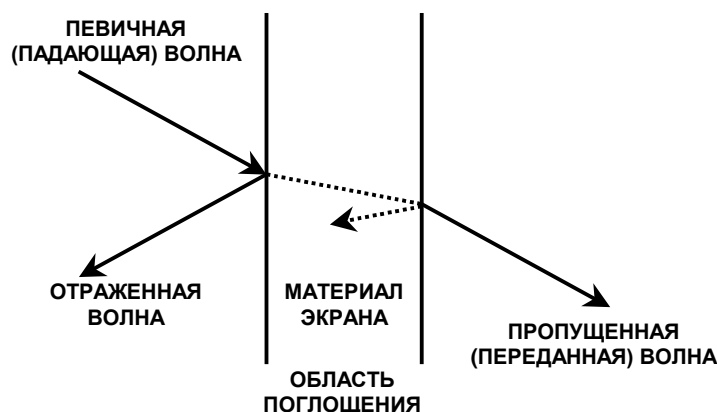 ПЕВИЧНАЯ
(ПАДАЮЩАЯ) ВОЛНА
ОТРАЖЕННАЯ
ВОЛНА
МАТЕРИАЛ
ЭКРАНА
ПРОПУЩЕННАЯ
(ПЕРЕДАННАЯ) ВОЛНА
ОБЛАСТЬ
ПОГЛОЩЕНИЯ